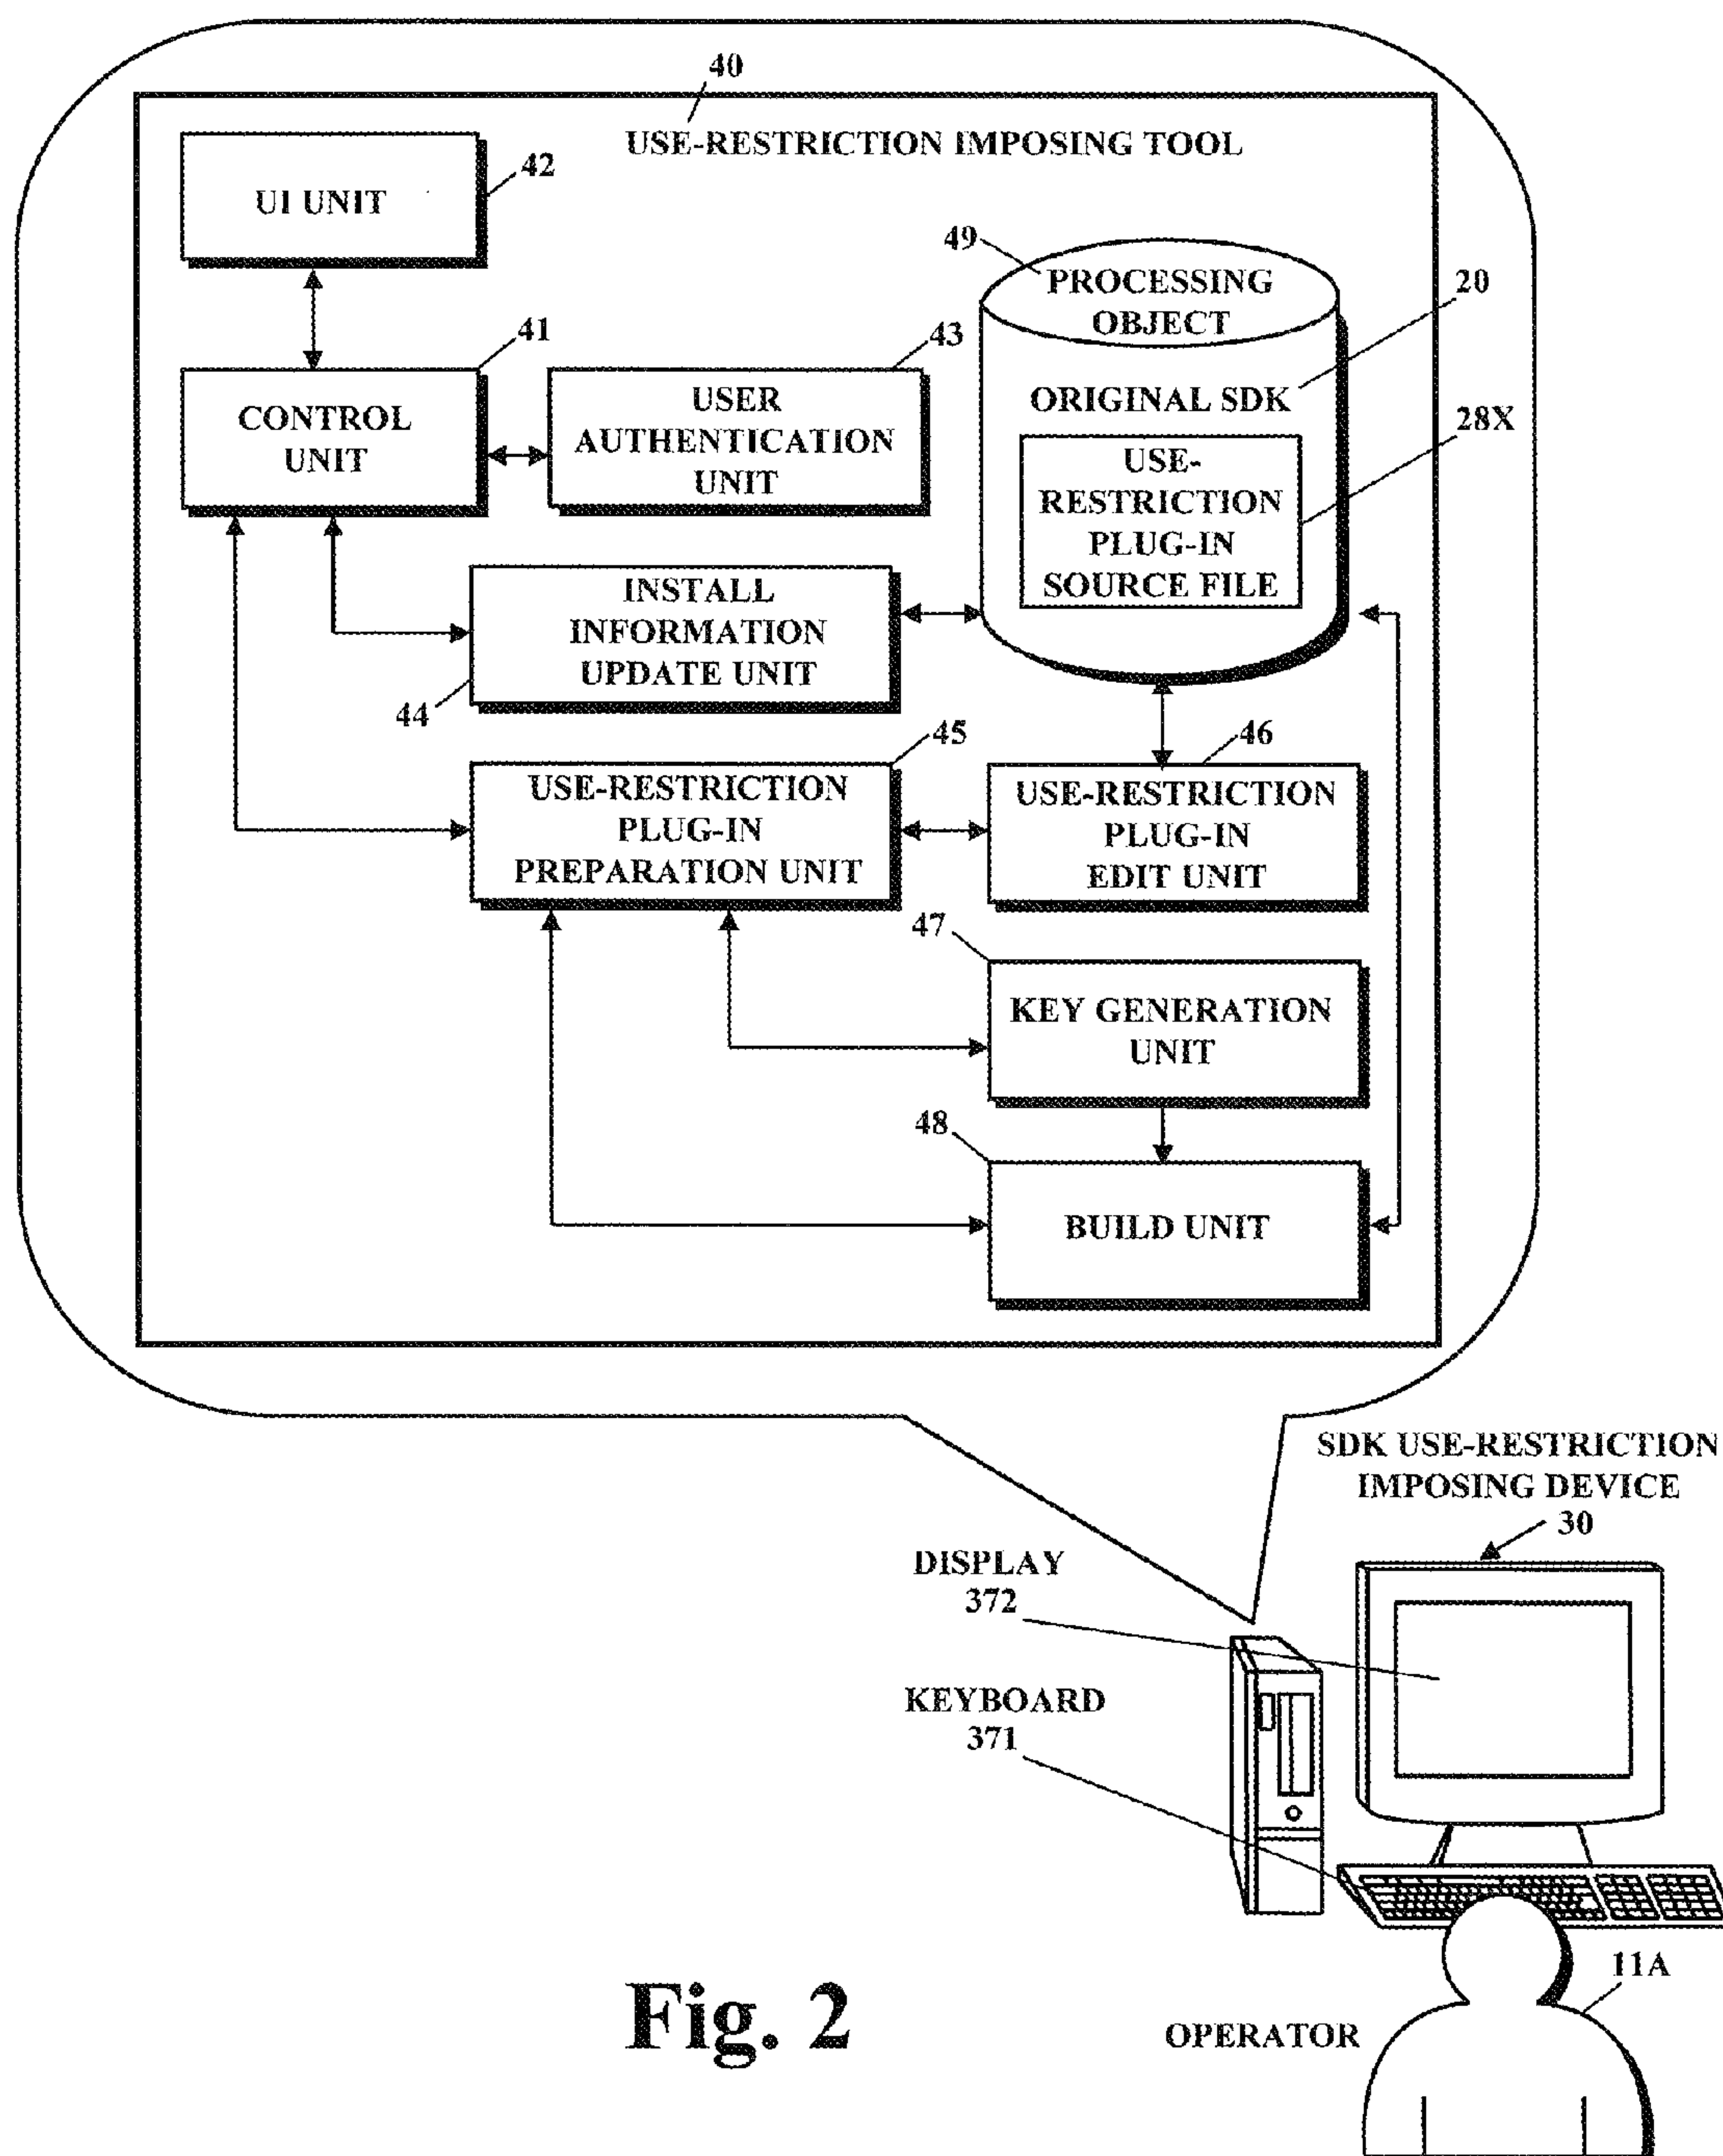 40
USE-RESTRICTION IMPOSING TOOL
UI UNIT
42
49
PROCESSING
OBJECT
20
41
CONTROL
UNIT
43
USER
AUTHENTICATION
UNIT
ORIGINAL SDK
28X
USE-
RESTRICTION
PLUG-IN
SOURCE FILE
INSTALL
INFORMATION
UPDATE UNIT
44
45
USE-RESTRICTION
PLUG-IN
PREPARATION UNIT
46
USE-RESTRICTION
PLUG-IN
EDIT UNIT
47
KEY GENERATION
UNIT
48
BUILD UNIT
SDK USE-RESTRICTION
IMPOSING DEVICE
30
DISPLAY
372
KEYBOARD
371
11A
OPERATOR
Fig. 2